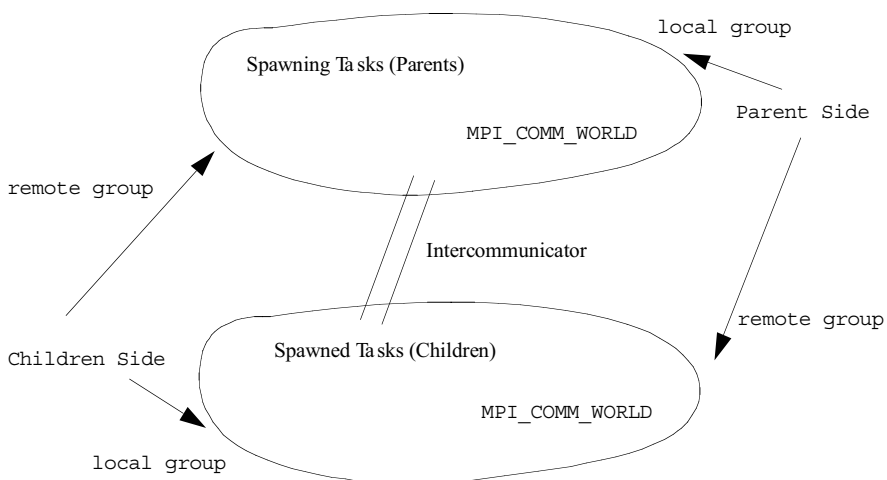 local group
Spawning Tasks (Parents)
Parent Side
MPI_COMM_WORLD
remote group
Intercommunicator
remote group
Spawned Tasks (Children)
Children Side
MPI_COMM_WORLD
local group